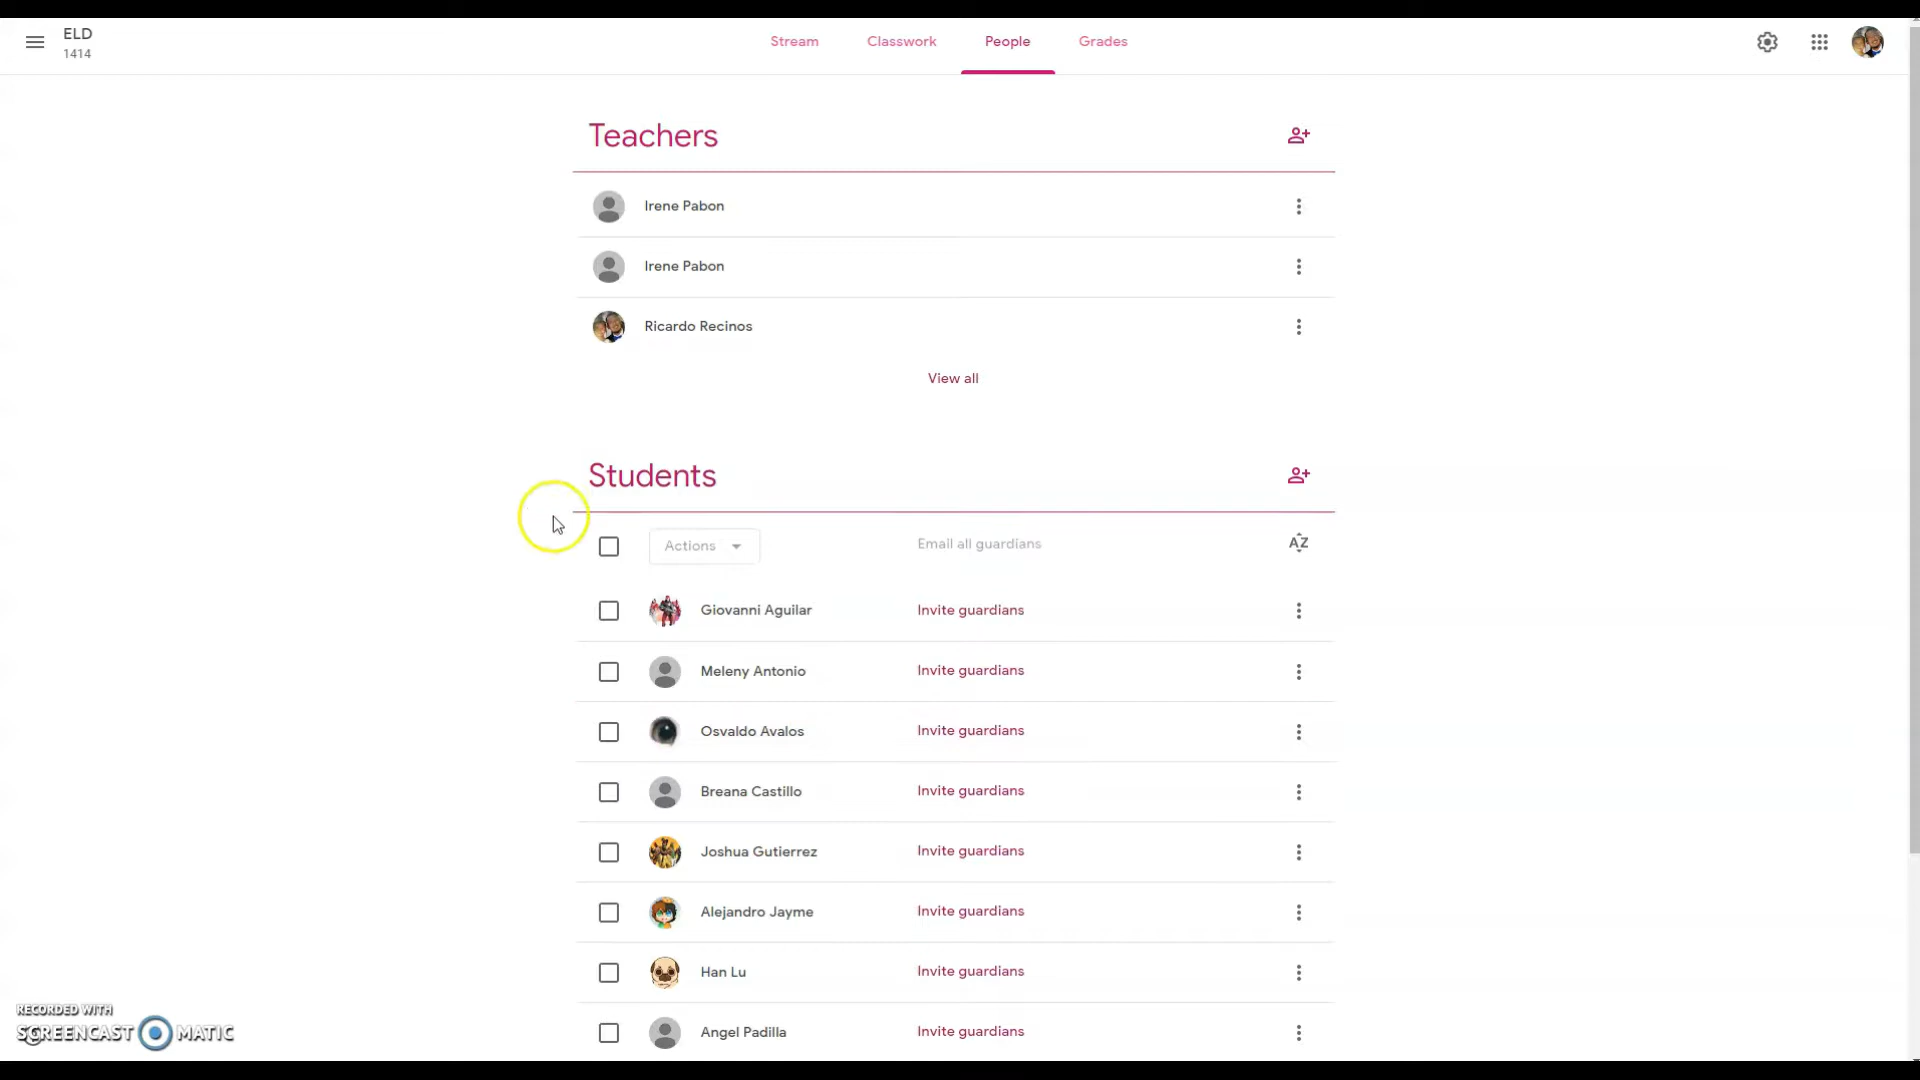 ELD
1414
Stream Classwork People Grades
Teachers
Irene Pabon
Irene Pabon
Ricardo Recinos
View all
Students
Actions Email all guardians AZ
Giovanni Aguilar Invite guardians
Meleny Antonio Invite guardians
Osvaldo Avalos Invite guardians
Breana Castillo Invite guardians
Joshua Gutierrez Invite guardians
Alejandro Jayme Invite guardians
Han Lu Invite guardians
Angel Padilla Invite guardians
RECORDED WITH
SCREENCAST MATIC